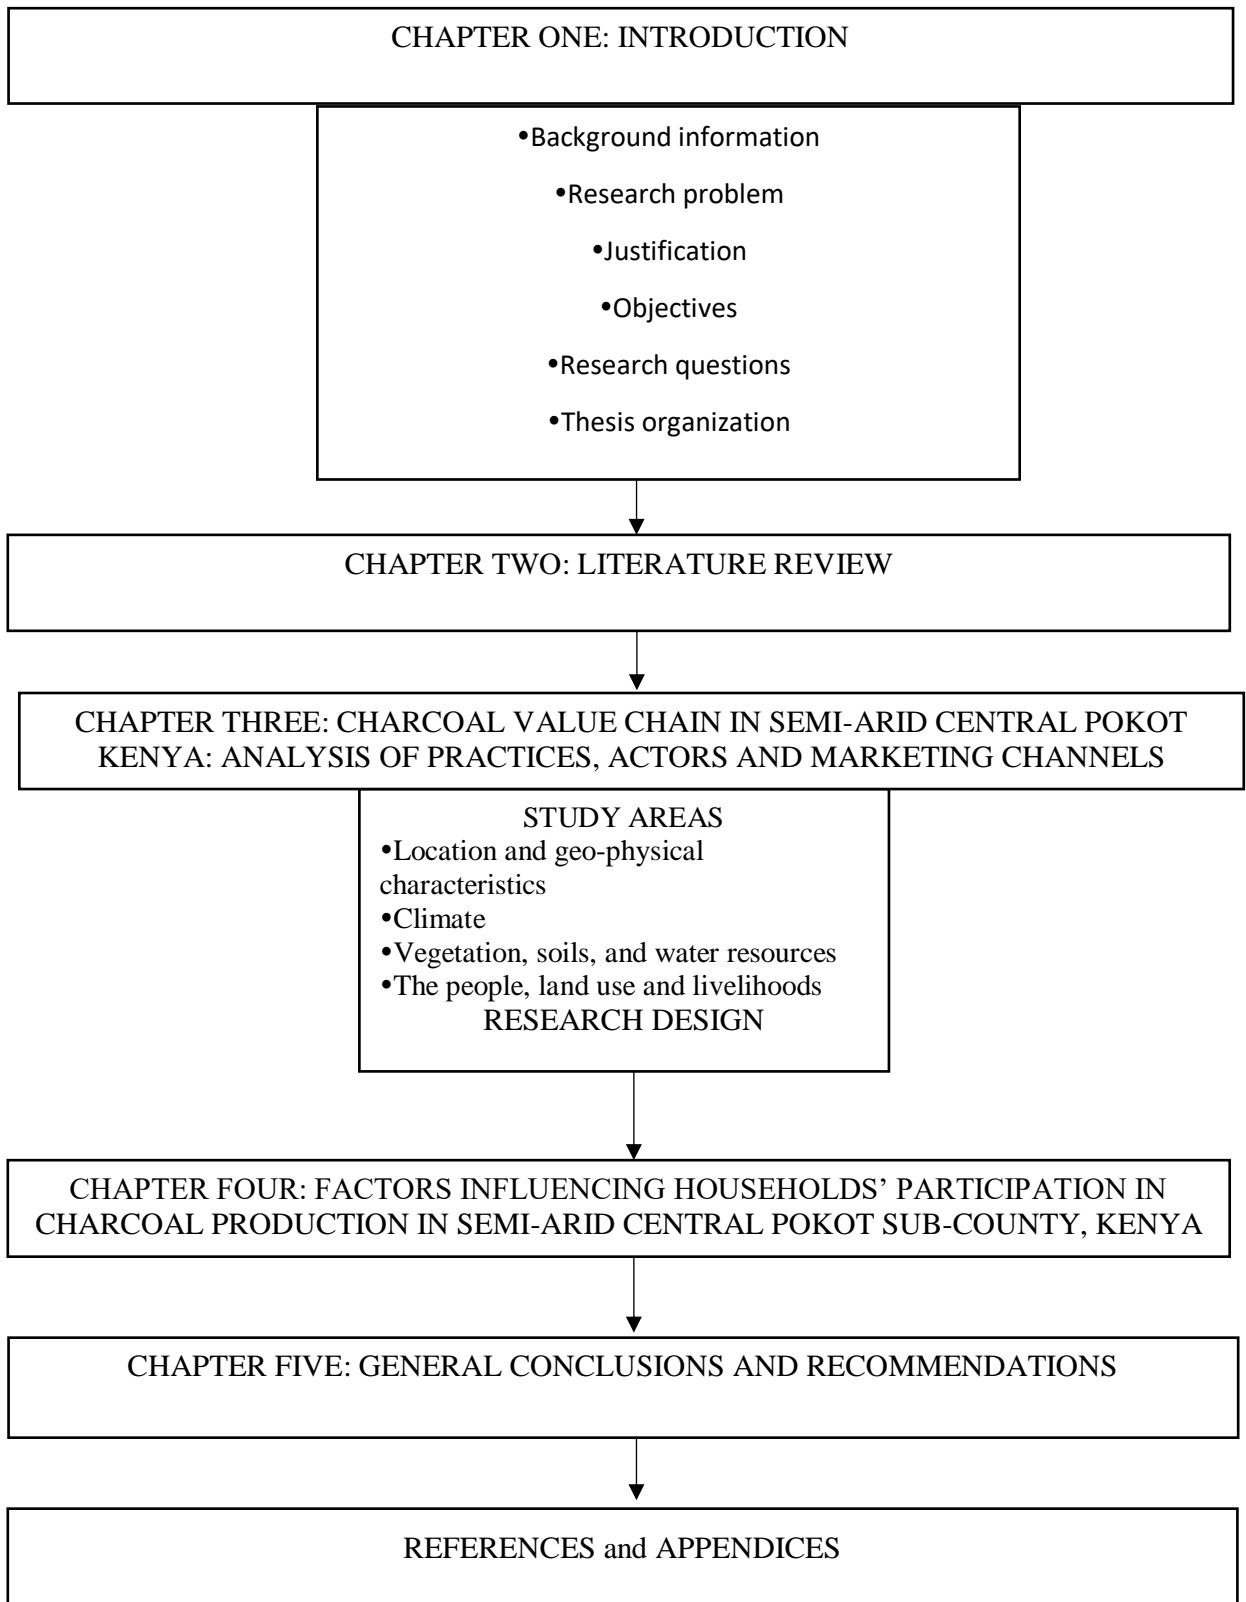 CHAPTER ONE: INTRODUCTION
•Background information
•Research problem
•Justification
•Objectives
•Research questions
•Thesis organization
CHAPTER TWO: LITERATURE REVIEW
CHAPTER THREE: CHARCOAL VALUE CHAIN IN SEMI-ARID CENTRAL POKOT
KENYA: ANALYSIS OF PRACTICES, ACTORS AND MARKETING CHANNELS
STUDY AREAS
•Location and geo-physical
characteristics
•Climate
•Vegetation, soils, and water resources
•The people, land use and livelihoods
RESEARCH DESIGN
CHAPTER FOUR: FACTORS INFLUENCING HOUSEHOLDS’ PARTICIPATION IN
CHARCOAL PRODUCTION IN SEMI-ARID CENTRAL POKOT SUB-COUNTY, KENYA
CHAPTER FIVE: GENERAL CONCLUSIONS AND RECOMMENDATIONS
REFERENCES and APPENDICES